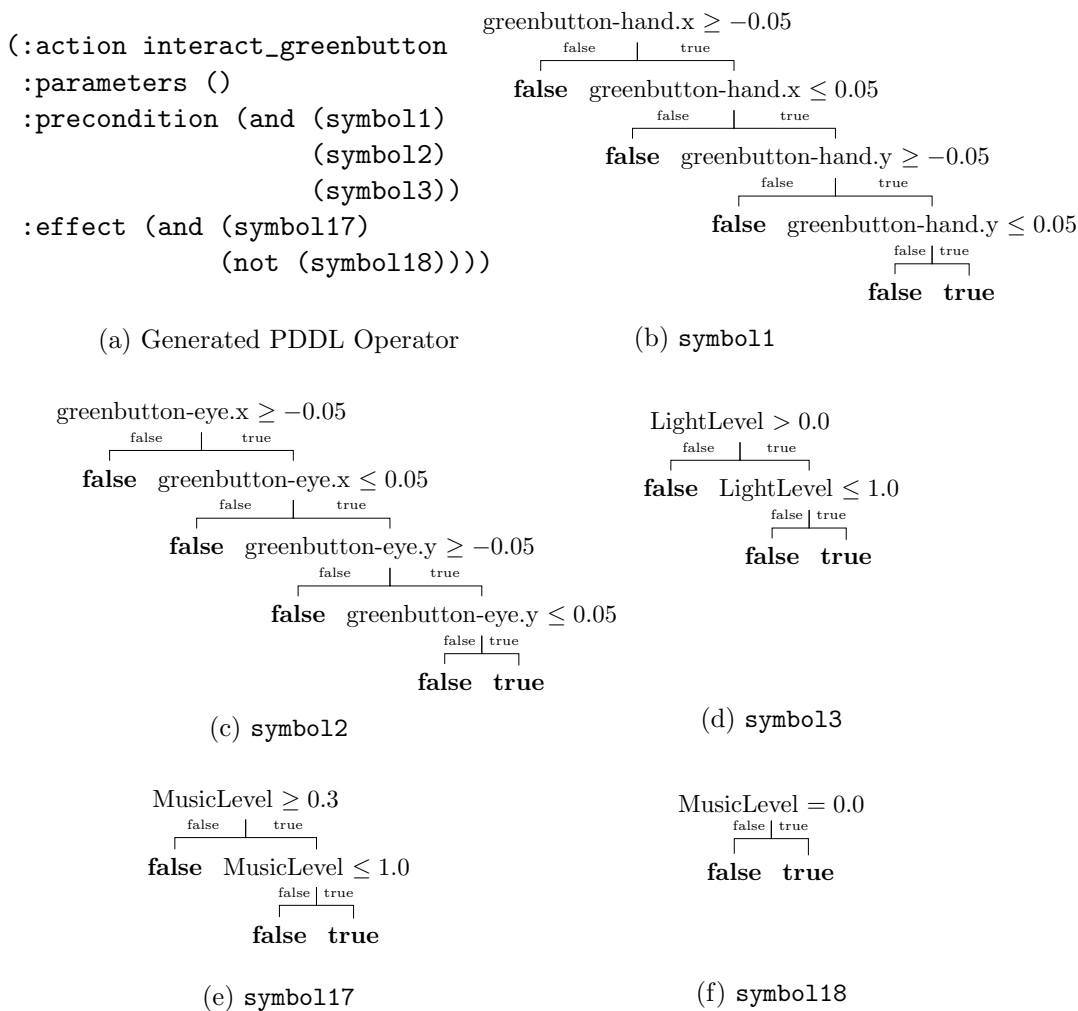 (:action interact_greenbutton
:parameters ()
:precondition (and (symbol1)
(symbol2)
(symbol3))
:effect (and (symbol17)
(not (symbol18))))
(a) Generated PDDL Operator
greenbutton-hand.x ≥ −0.05
false true
false greenbutton-hand.x ≤ 0.05
false true
false greenbutton-hand.y ≥ −0.05
false true
false greenbutton-hand.y ≤ 0.05
false true
false true
(b) symbol1
greenbutton-eye.x ≥ −0.05
false true
false greenbutton-eye.x ≤ 0.05
false true
false greenbutton-eye.y ≥ −0.05
false true
false greenbutton-eye.y ≤ 0.05
false true
false true
(c) symbol2
LightLevel > 0.0
false true
false LightLevel ≤ 1.0
false true
false true
(d) symbol3
MusicLevel ≥ 0.3
false true
false MusicLevel ≤ 1.0
false true
false true
(e) symbol17
MusicLevel = 0.0
false true
false true
(f) symbol18